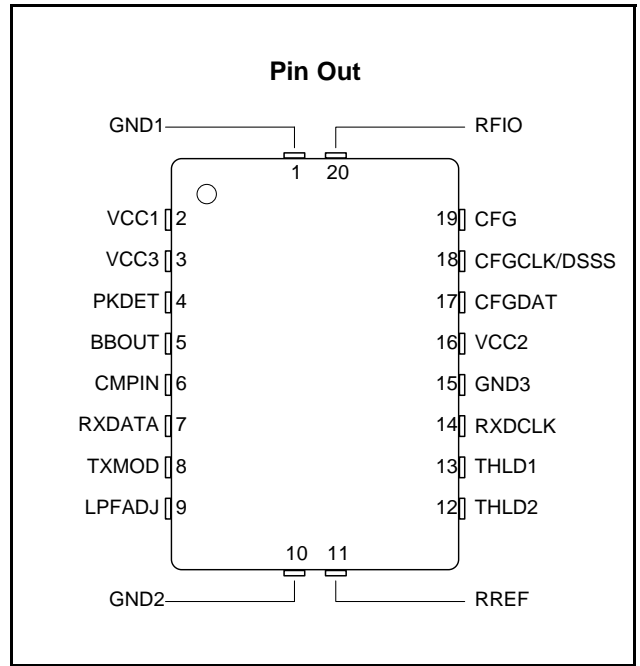 Pin Out
GND1 RFIO
1 20
VCC1 2 19 CFG
VCC3 3 18 CFGCLK/DSSS
PKDET 4 17 CFGDAT
BBOUT 5 16 VCC2
CMPIN 6 15 GND3
RXDATA 7 14 RXDCLK
TXMOD 8 13 THLD1
LPFADJ 9 12 THLD2
10 11
GND2 RREF